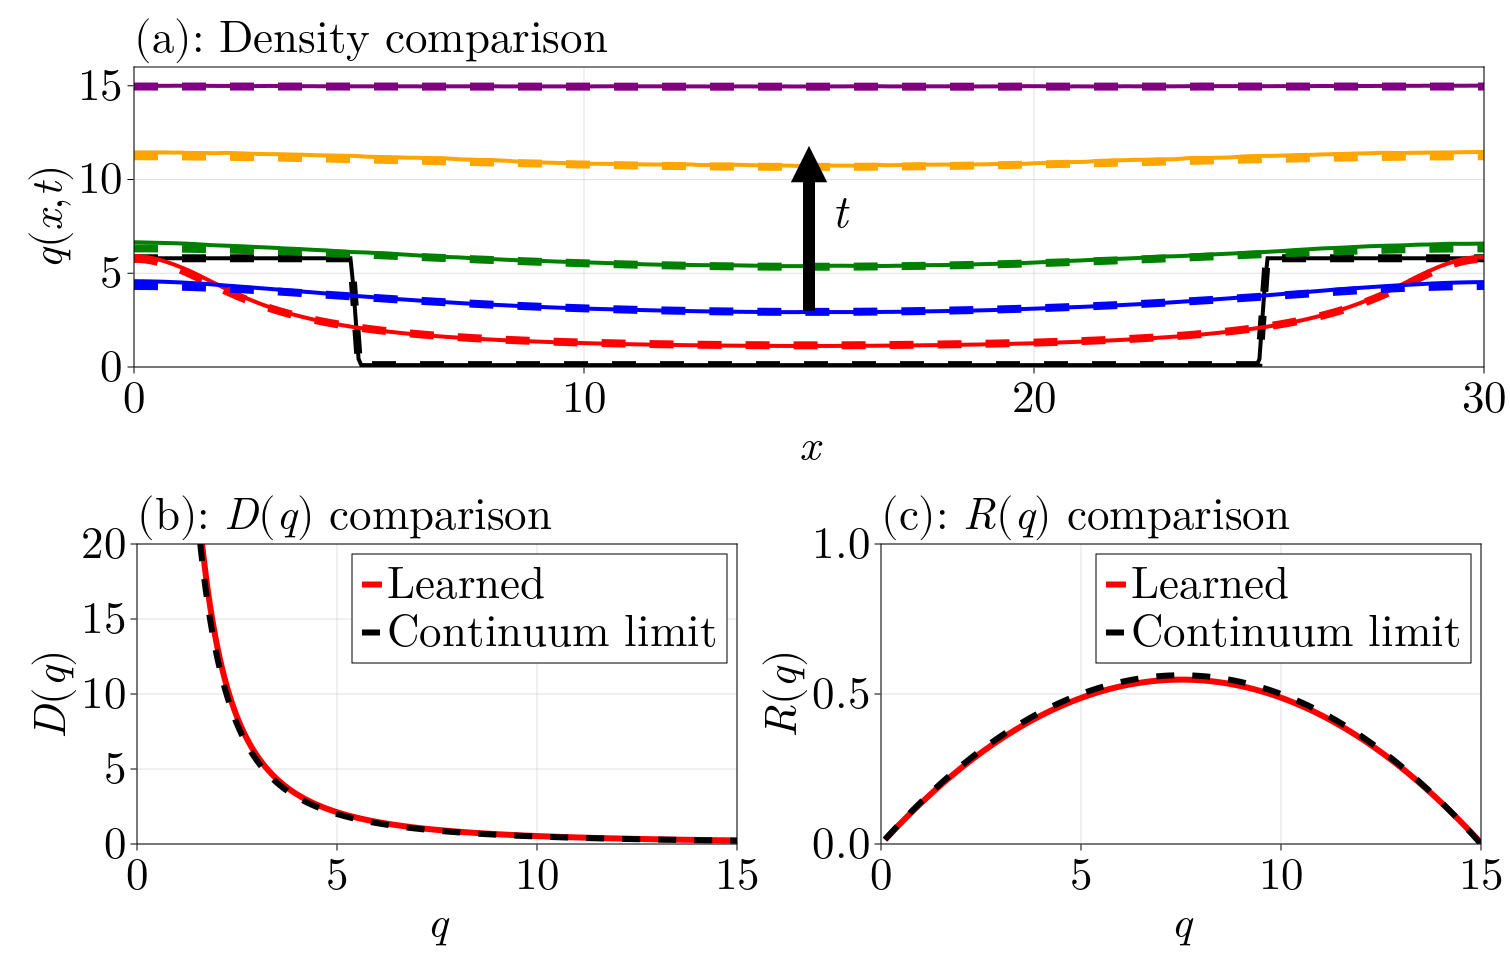 (a): Density comparison
q(x, t)
15
10
5
0
t
0 10 20 30
x
(b): D(q) comparison
D(q)
20
15
10
5
0
Learned
Continuum limit
0 5 10 15
q
(c): R(q) comparison
R(q)
1.0
0.5
0.0
Learned
Continuum limit
0 5 10 15
q